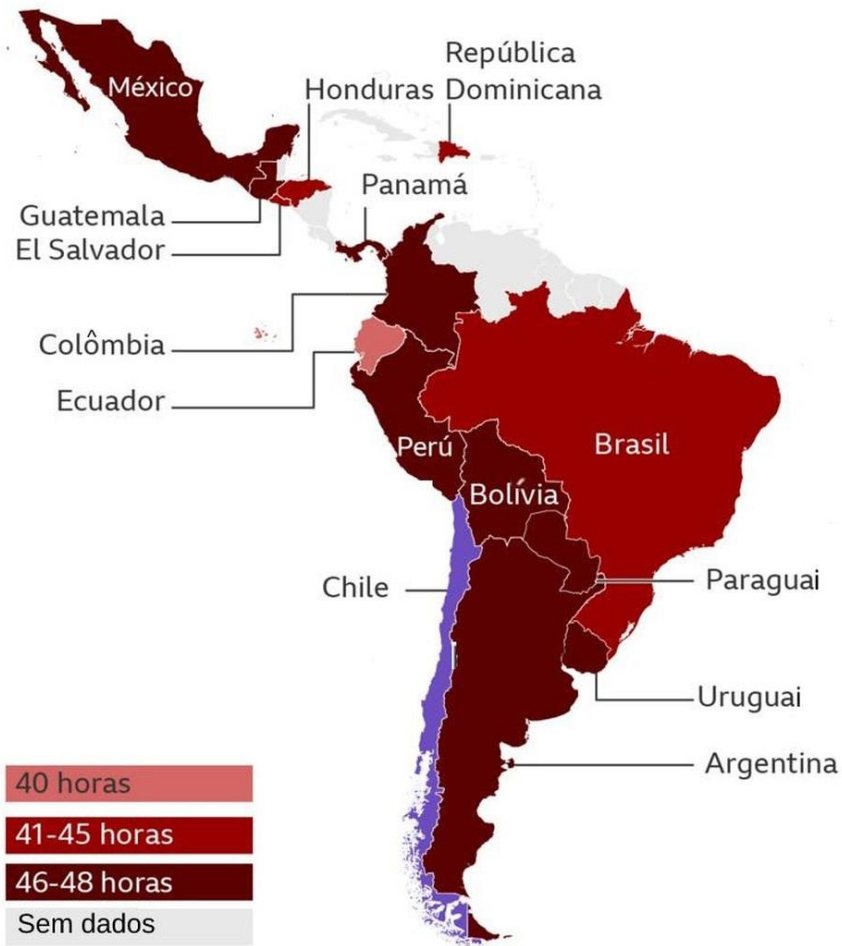 República
Dominicana
México
Honduras
Panamá
Guatemala
El Salvador
Colômbia
Ecuador
Perú
Brasil
Bolívia
Chile
Paraguai
Uruguai
Argentina
40 horas
41-45 horas
46-48 horas
Sem dados